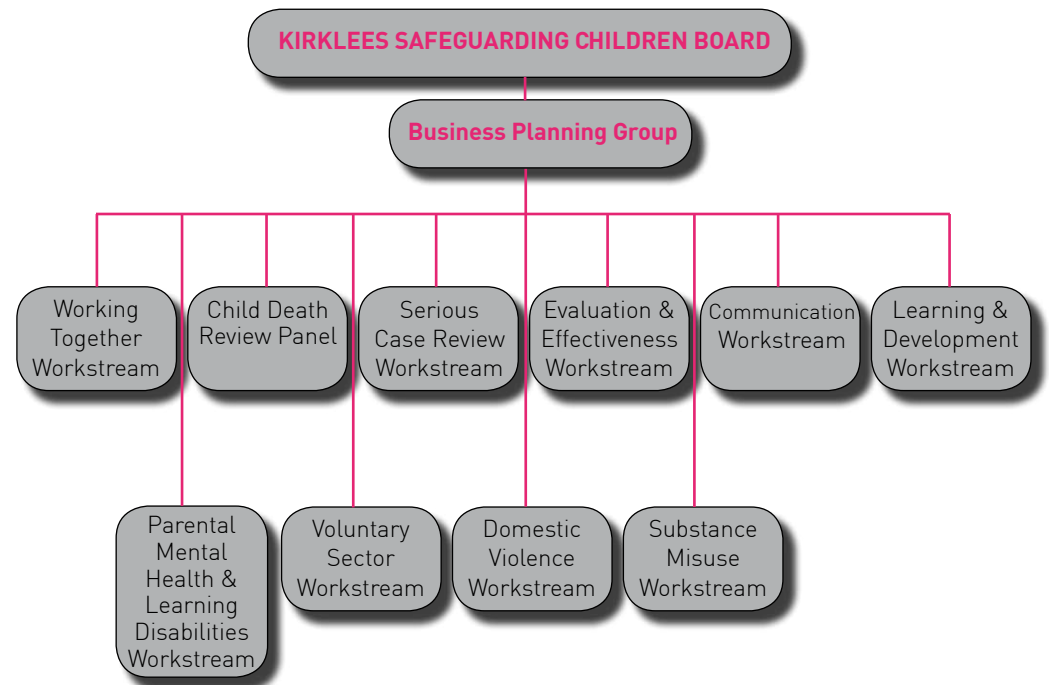 KIRKLEES SAFEGUARDING CHILDREN BOARD
Business Planning Group
Working
Together
Workstream
Child Death
Review Panel
Serious
Case Review
Workstream
Evaluation &
Effectiveness
Workstream
Communication
Workstream
Learning &
Development
Workstream
Parental
Mental
Health &
Learning
Disabilities
Workstream
Voluntary
Sector
Workstream
Domestic
Violence
Workstream
Substance
Misuse
Workstream